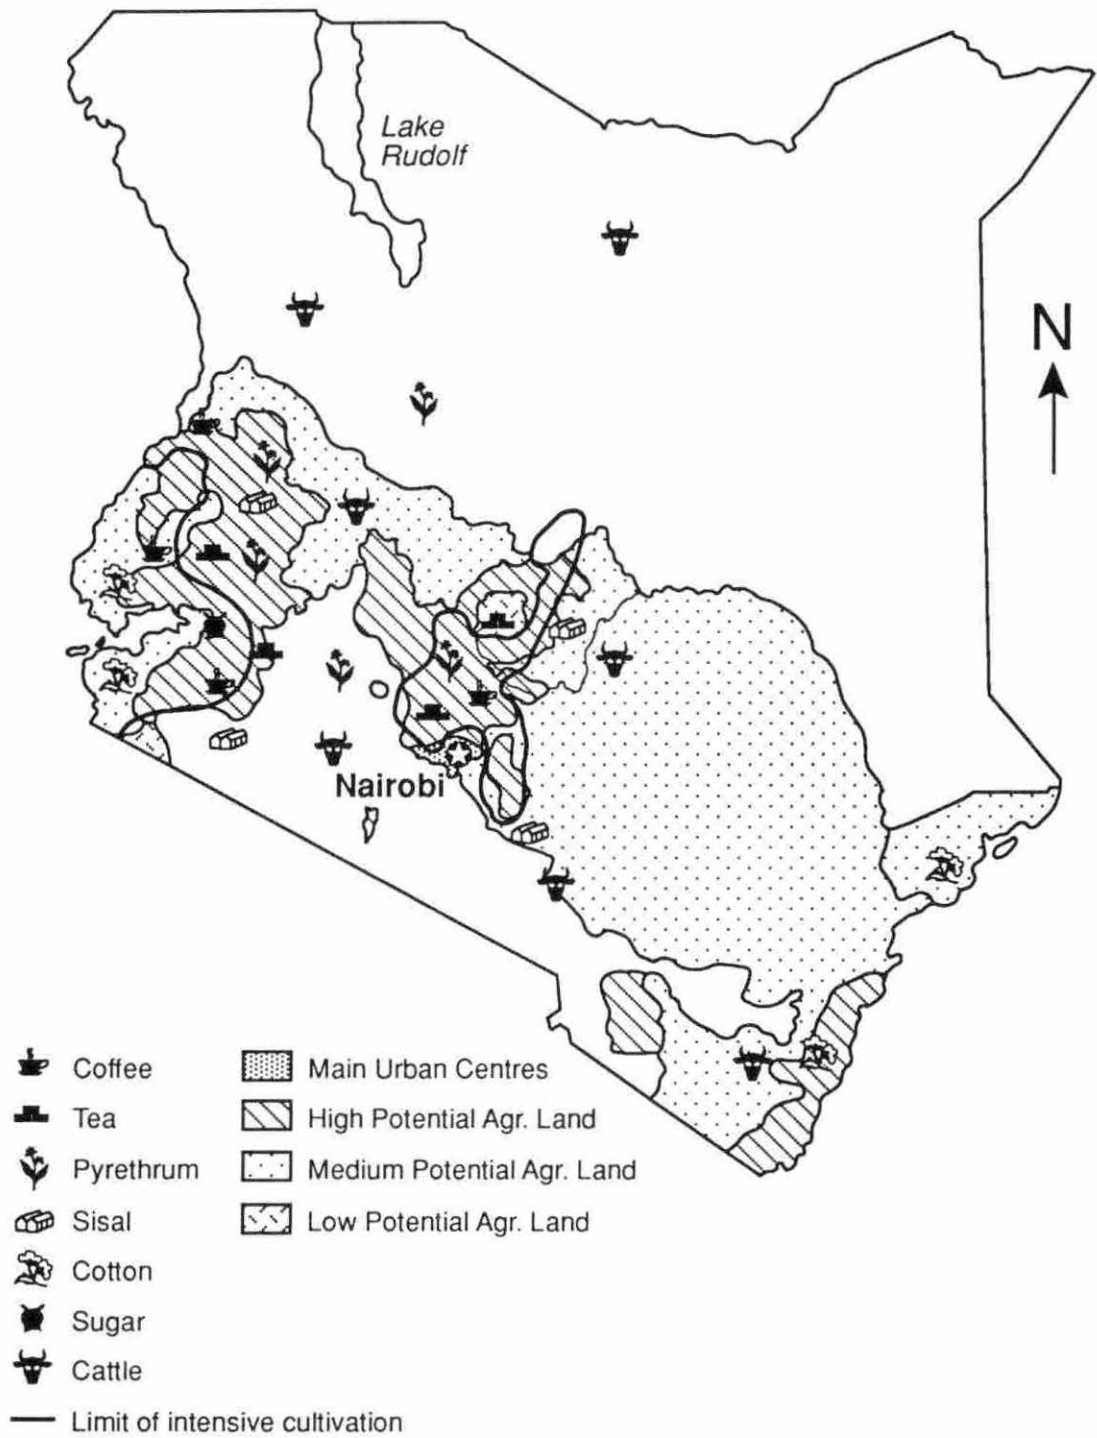 Lake
Rudolf
N
Nairobi
Coffee
Tea
Pyrethrum
Sisal
Cotton
Sugar
Cattle
Limit of intensive cultivation
Main Urban Centres
High Potential Agr. Land
Medium Potential Agr. Land
Low Potential Agr. Land